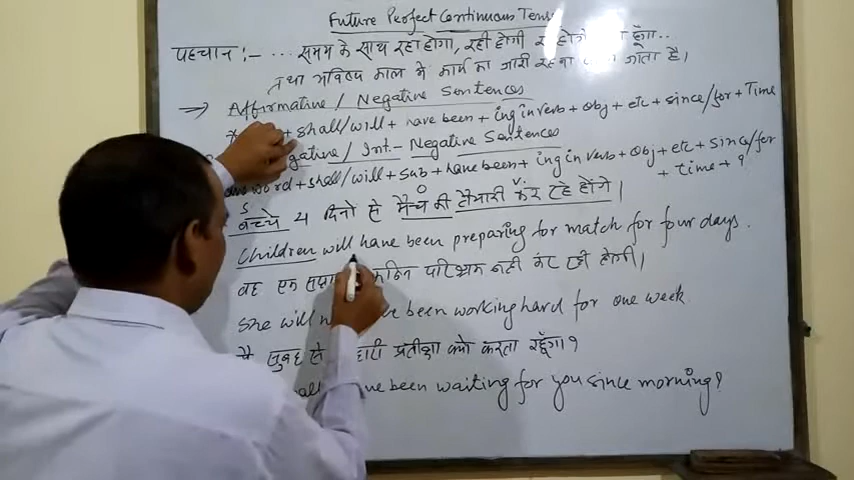 Future Perfect Continuous Tense
पहचान :- ... समय के साथ रहा होगा, रही होगी हूँगा..
तथा भविष्य काल में कार्य का जारी रहना जाता है।
→ Affirmative / Negative Sentences
+ shall/will + have been + ing in verb + obj + etc + since/for + Time
/ Int.- Negative Sentences
word + shall/will + sub + have been + ing in verb + obj + etc + since/for
+ time + ?
S O V
बच्चे 4 दिनो से मैच की तैयारी कर रहे होंगे।
Children will have been preparing for match for four days.
वह एक कठिन परिश्रम नही कर रही होगी।
She will been working hard for one week.
सुबह से प्रतीक्षा क्यो करता रहूँगा?
have been waiting for you since morning?